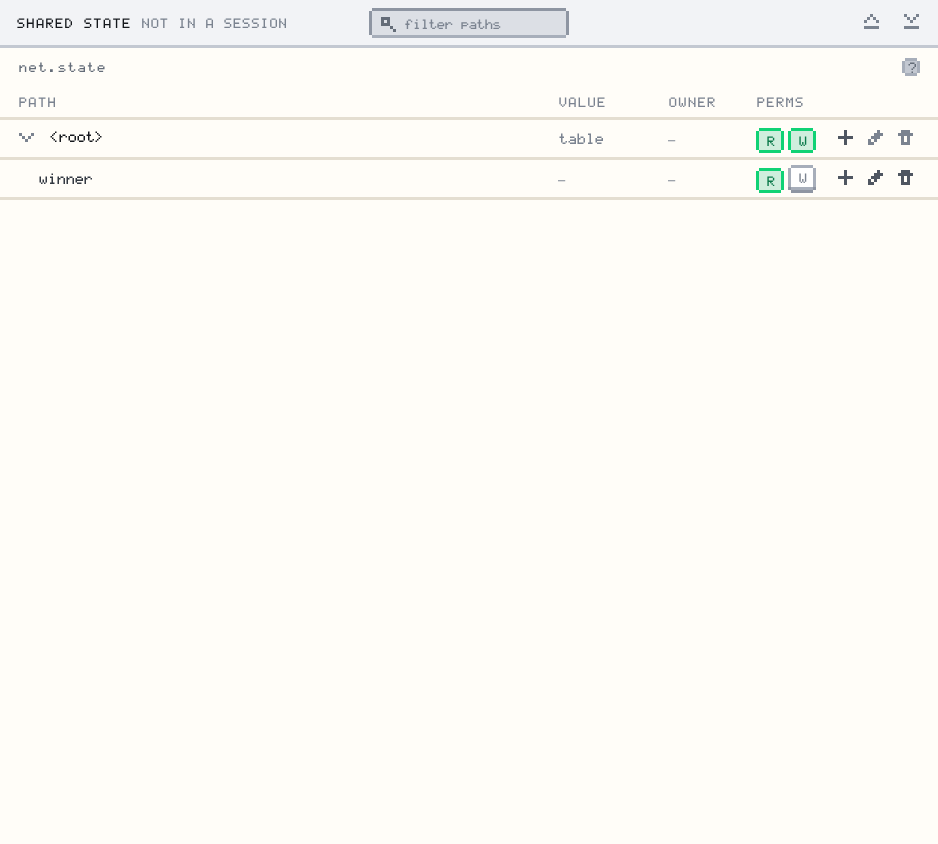 SHARED STATE NOT IN A SESSION filter paths
net.state ?
PATH VALUE OWNER PERMS
<root> table – R W
winner – – R W